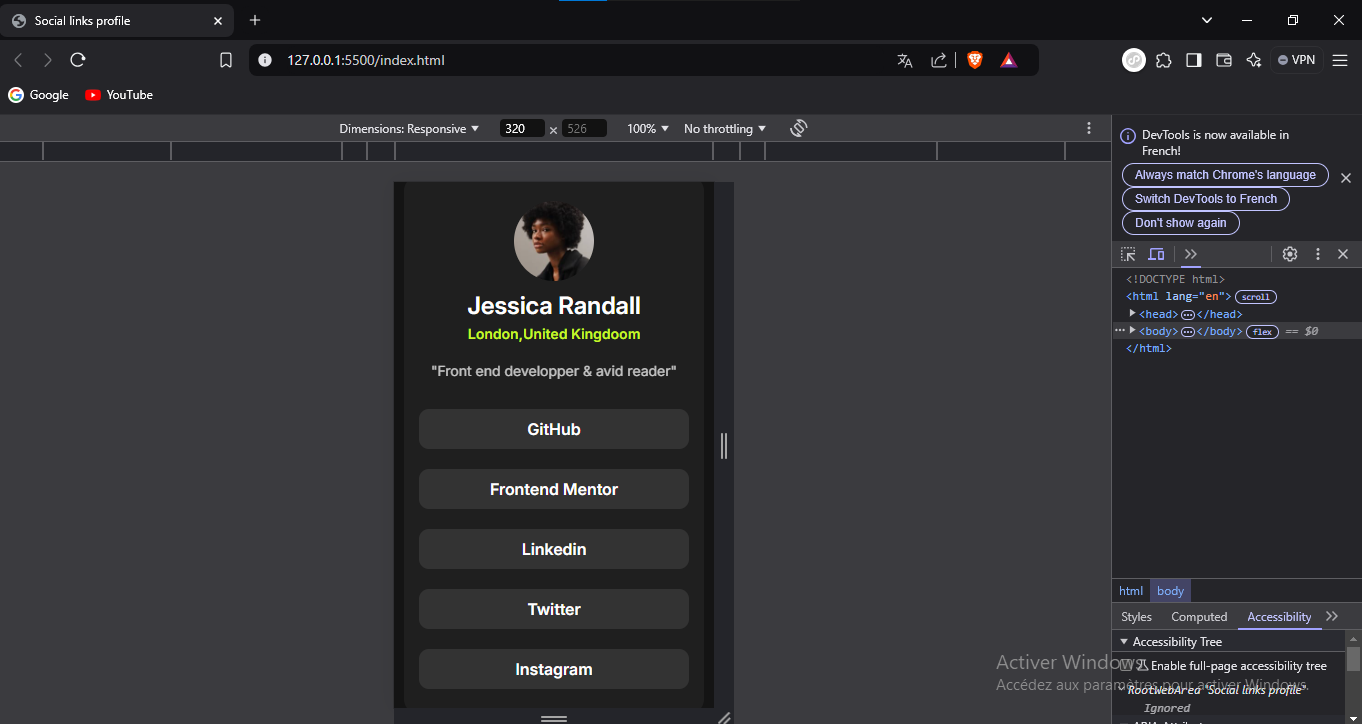 Social links profile
127.0.0.1:5500/index.html
VPN
Google
YouTube
Dimensions: Responsive
320 x 526
100%
No throttling
DevTools is now available in
French!
Always match Chrome's language
Switch DevTools to French
Don't show again
<!DOCTYPE html>
<html lang="en"> scroll
<head> </head>
<body> </body> flex == $0
</html>
Jessica Randall
London,United Kingdoom
"Front end developper & avid reader"
GitHub
Frontend Mentor
Linkedin
Twitter
Instagram
html body
Styles Computed Accessibility
Accessibility Tree
Enable full-page accessibility tree
RootWebArea "Social links profile"
Ignored
Activer Windows
Accédez aux paramètres pour activer Windows.